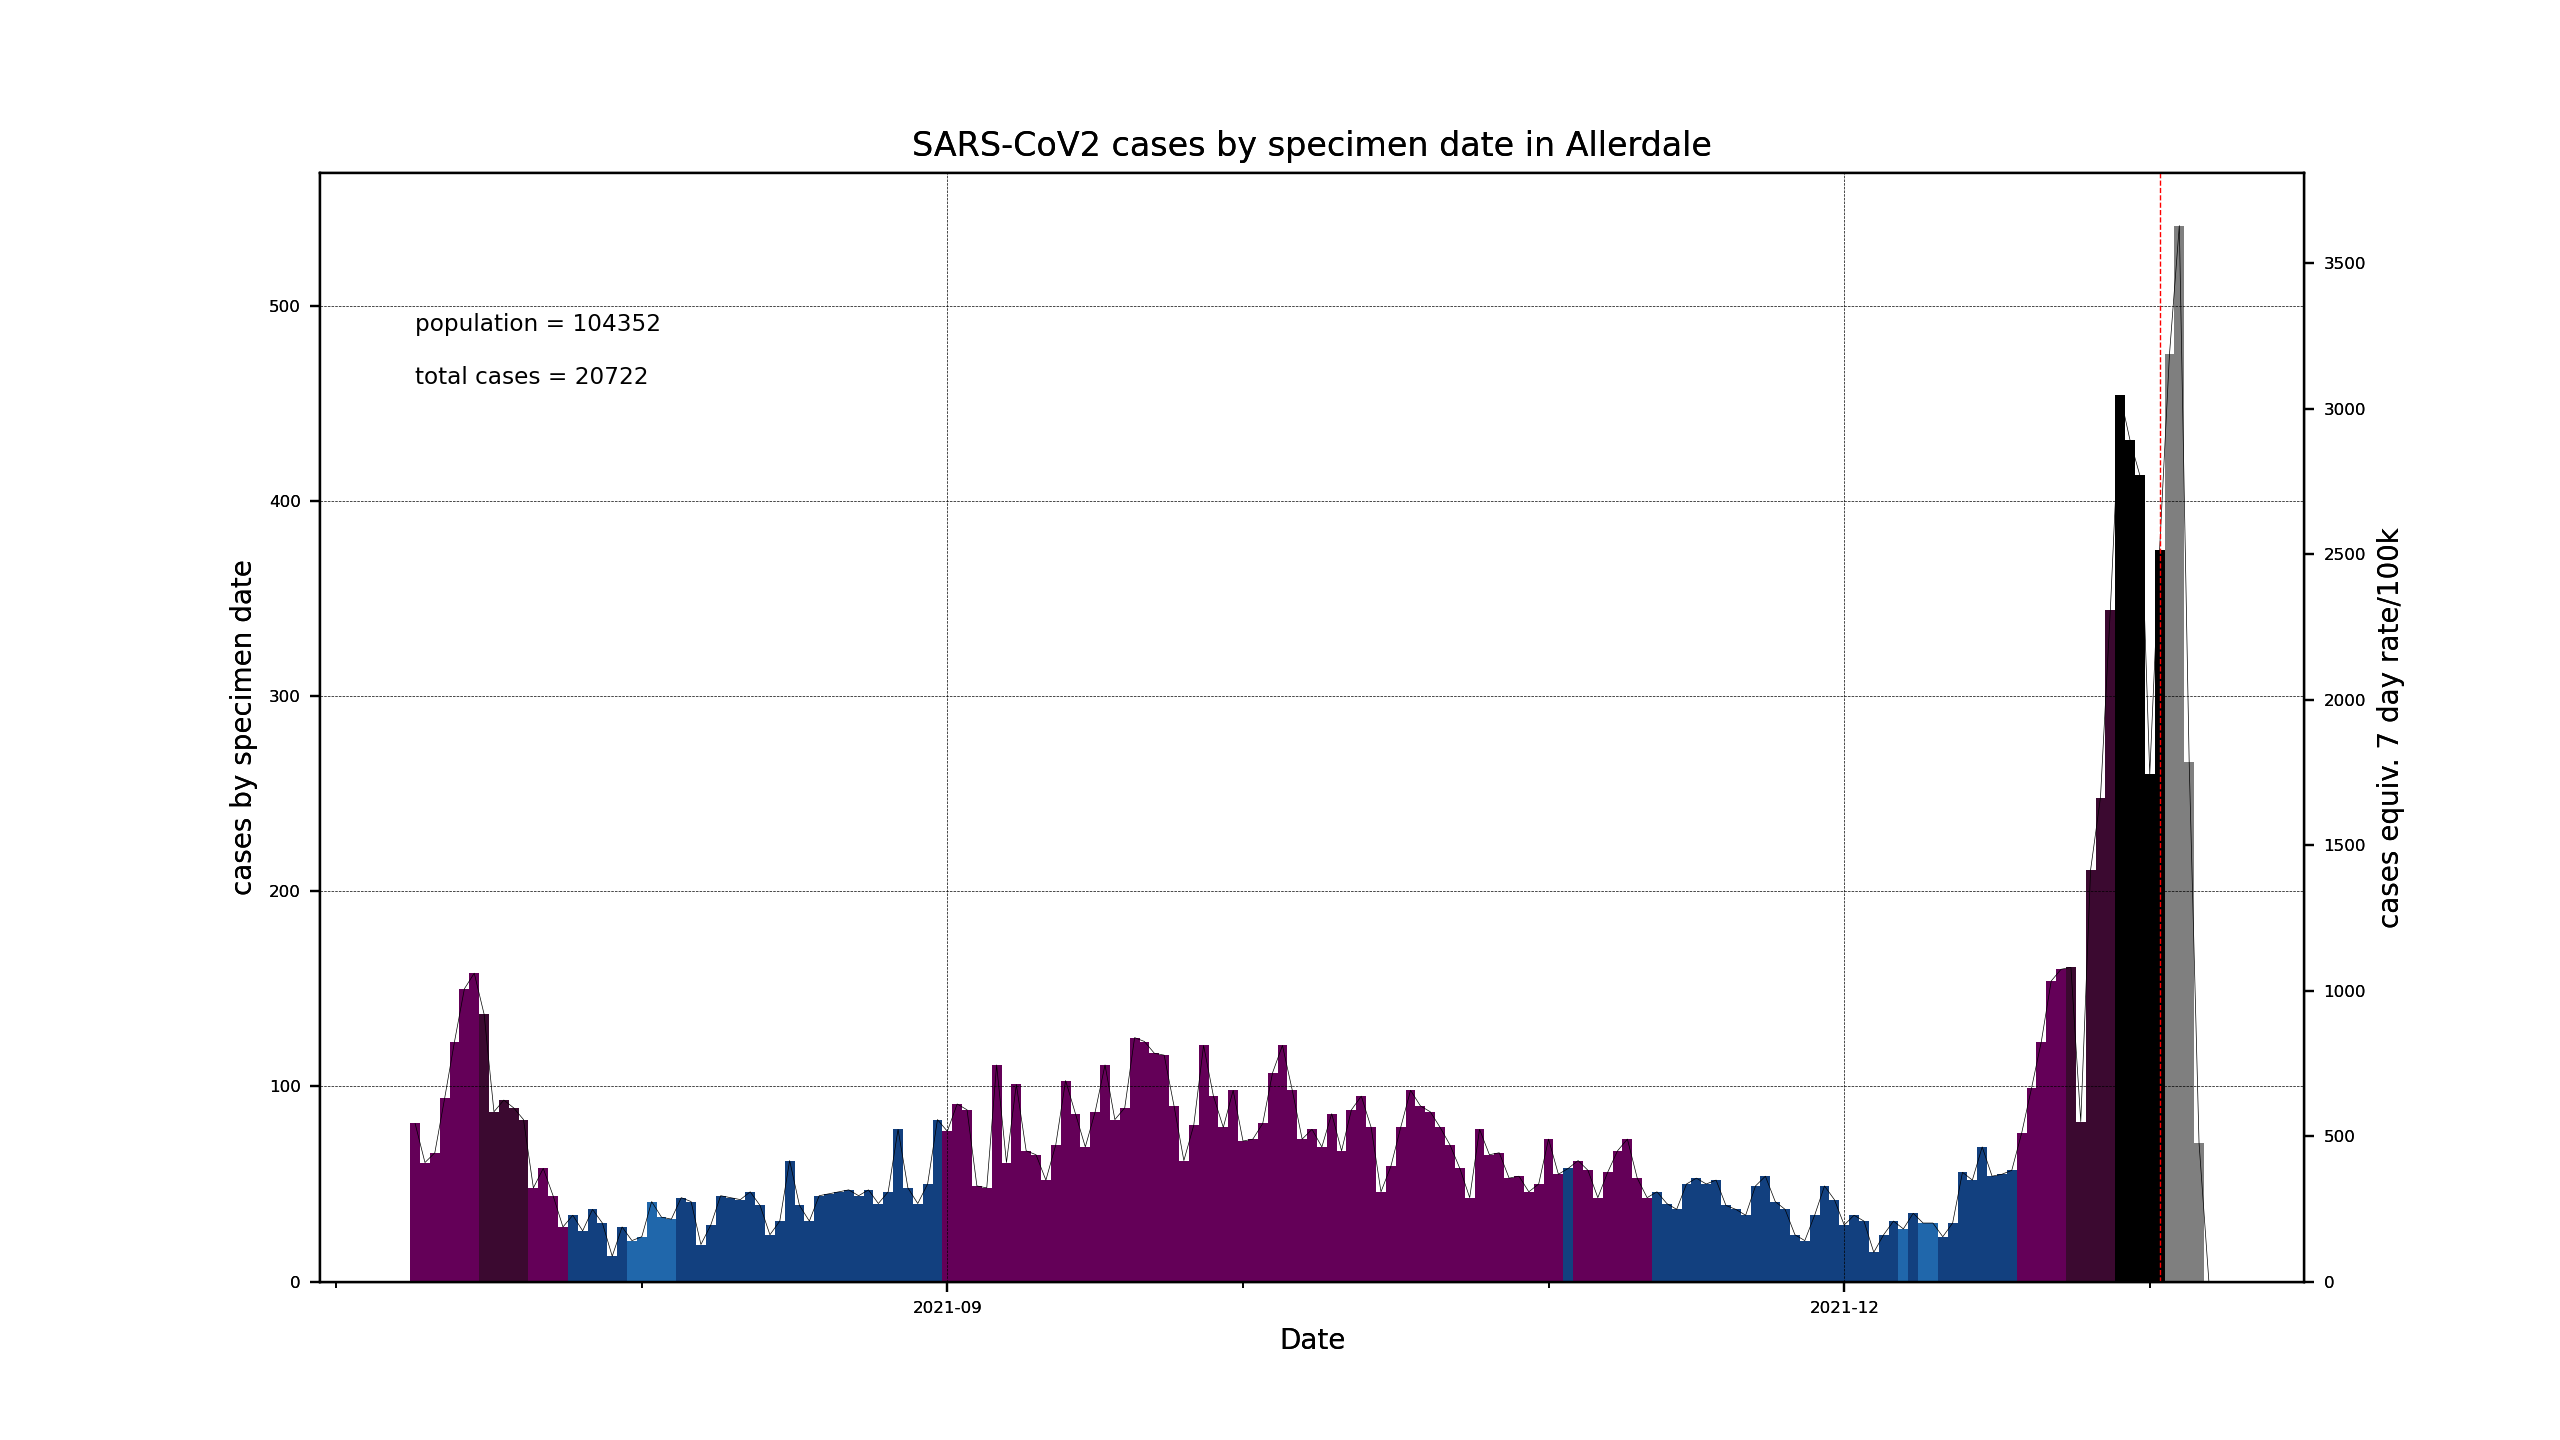 SARS-CoV2 cases by specimen date in Allerdale
population = 104352
total cases = 20722
cases by specimen date
500
400
300
200
100
0
3500
3000
2500
2000
1500
1000
500
0
cases equiv. 7 day rate/100k
2021-09
2021-12
Date